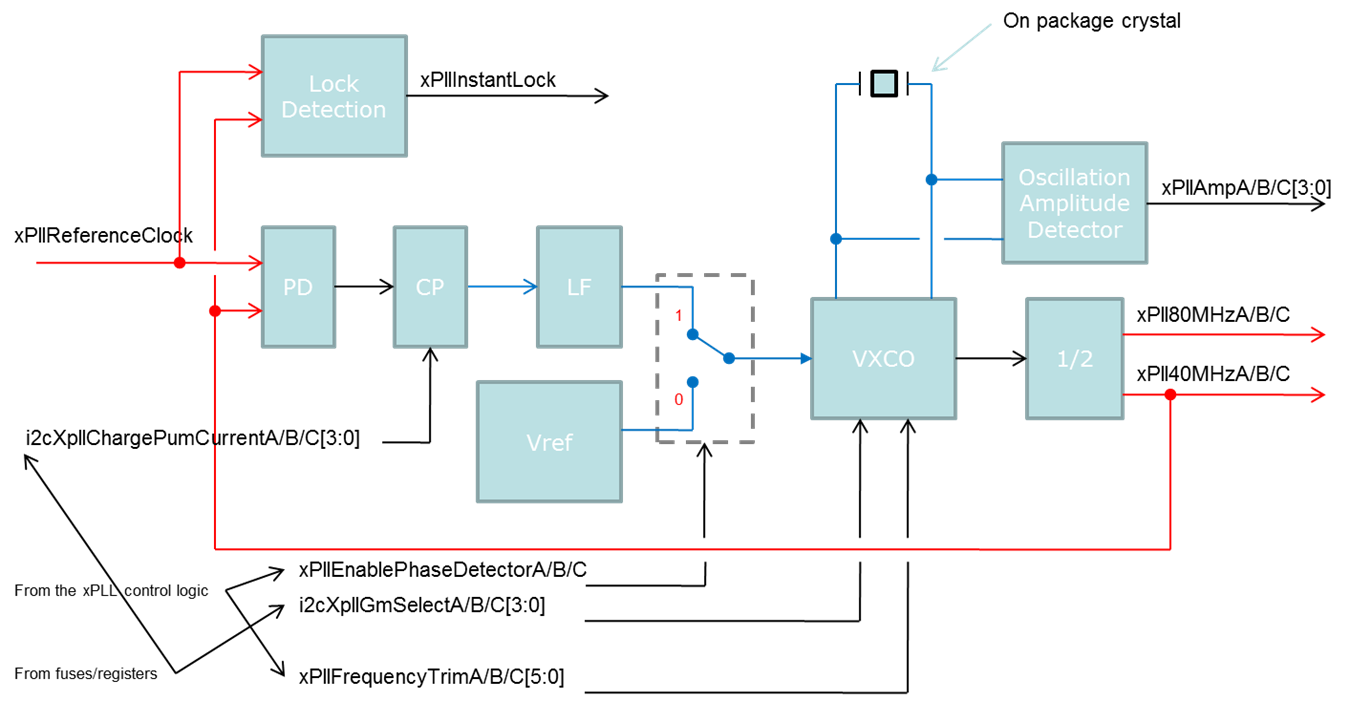 On package crystal
Lock
Detection
xPllInstantLock
Oscillation
Amplitude
Detector
xPllAmpA/B/C[3:0]
xPllReferenceClock
PD
CP
LF
1
0
VXCO
1/2
xPll80MHzA/B/C
xPll40MHzA/B/C
Vref
i2cXpllChargePumCurrentA/B/C[3:0]
xPllEnablePhaseDetectorA/B/C
From the xPLL control logic
i2cXpllGmSelectA/B/C[3:0]
From fuses/registers
xPllFrequencyTrimA/B/C[5:0]